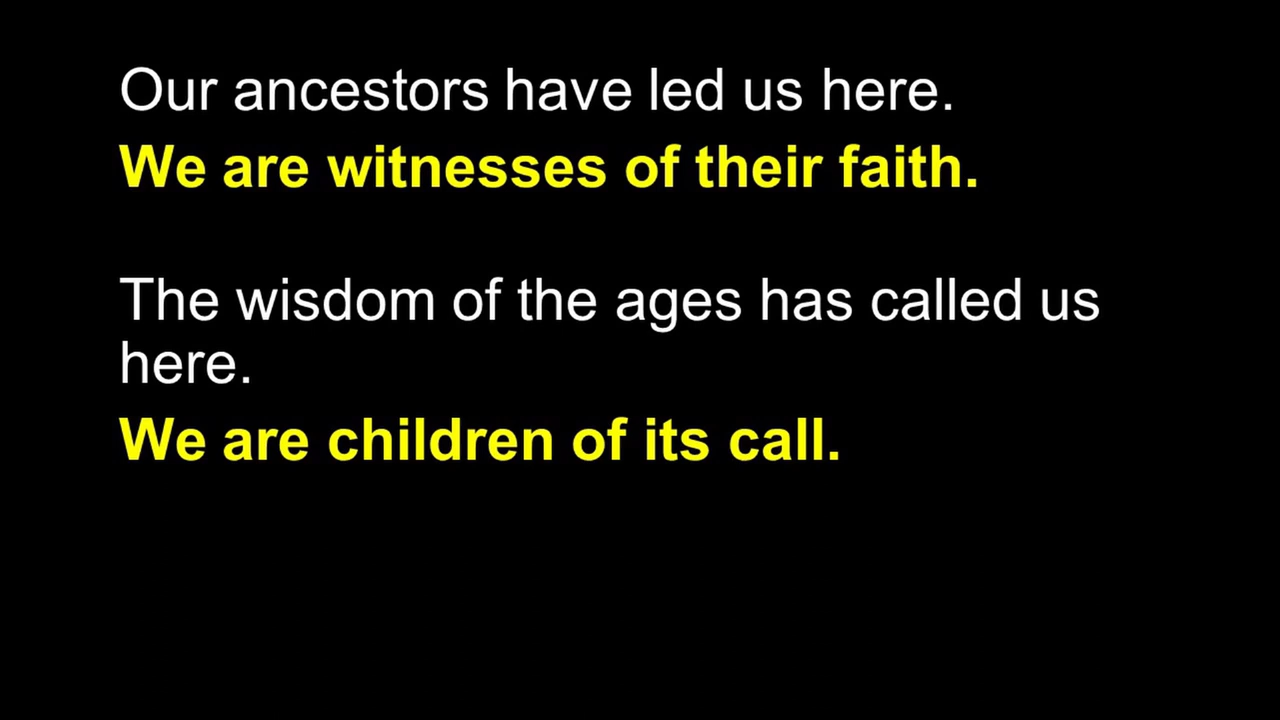 Our ancestors have led us here.
We are witnesses of their faith.
The wisdom of the ages has called us
here.
We are children of its call.